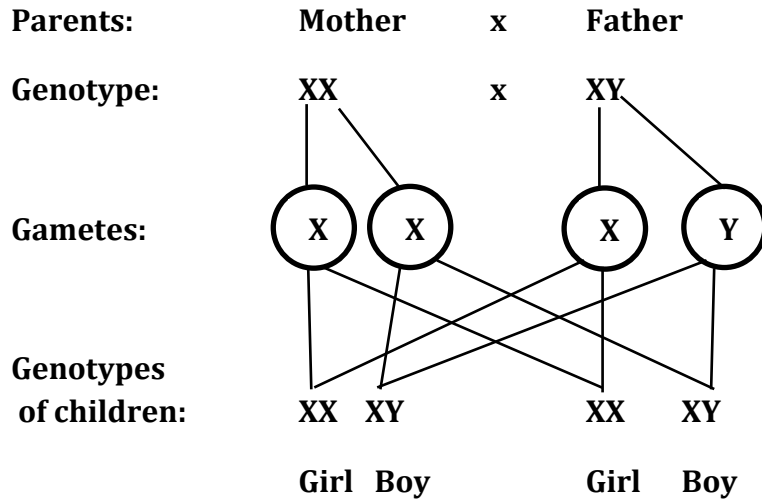 Parents: Mother x Father
Genotype: XX x XY
Gametes: X X X Y
Genotypes
of children: XX XY XX XY
Girl Boy Girl Boy